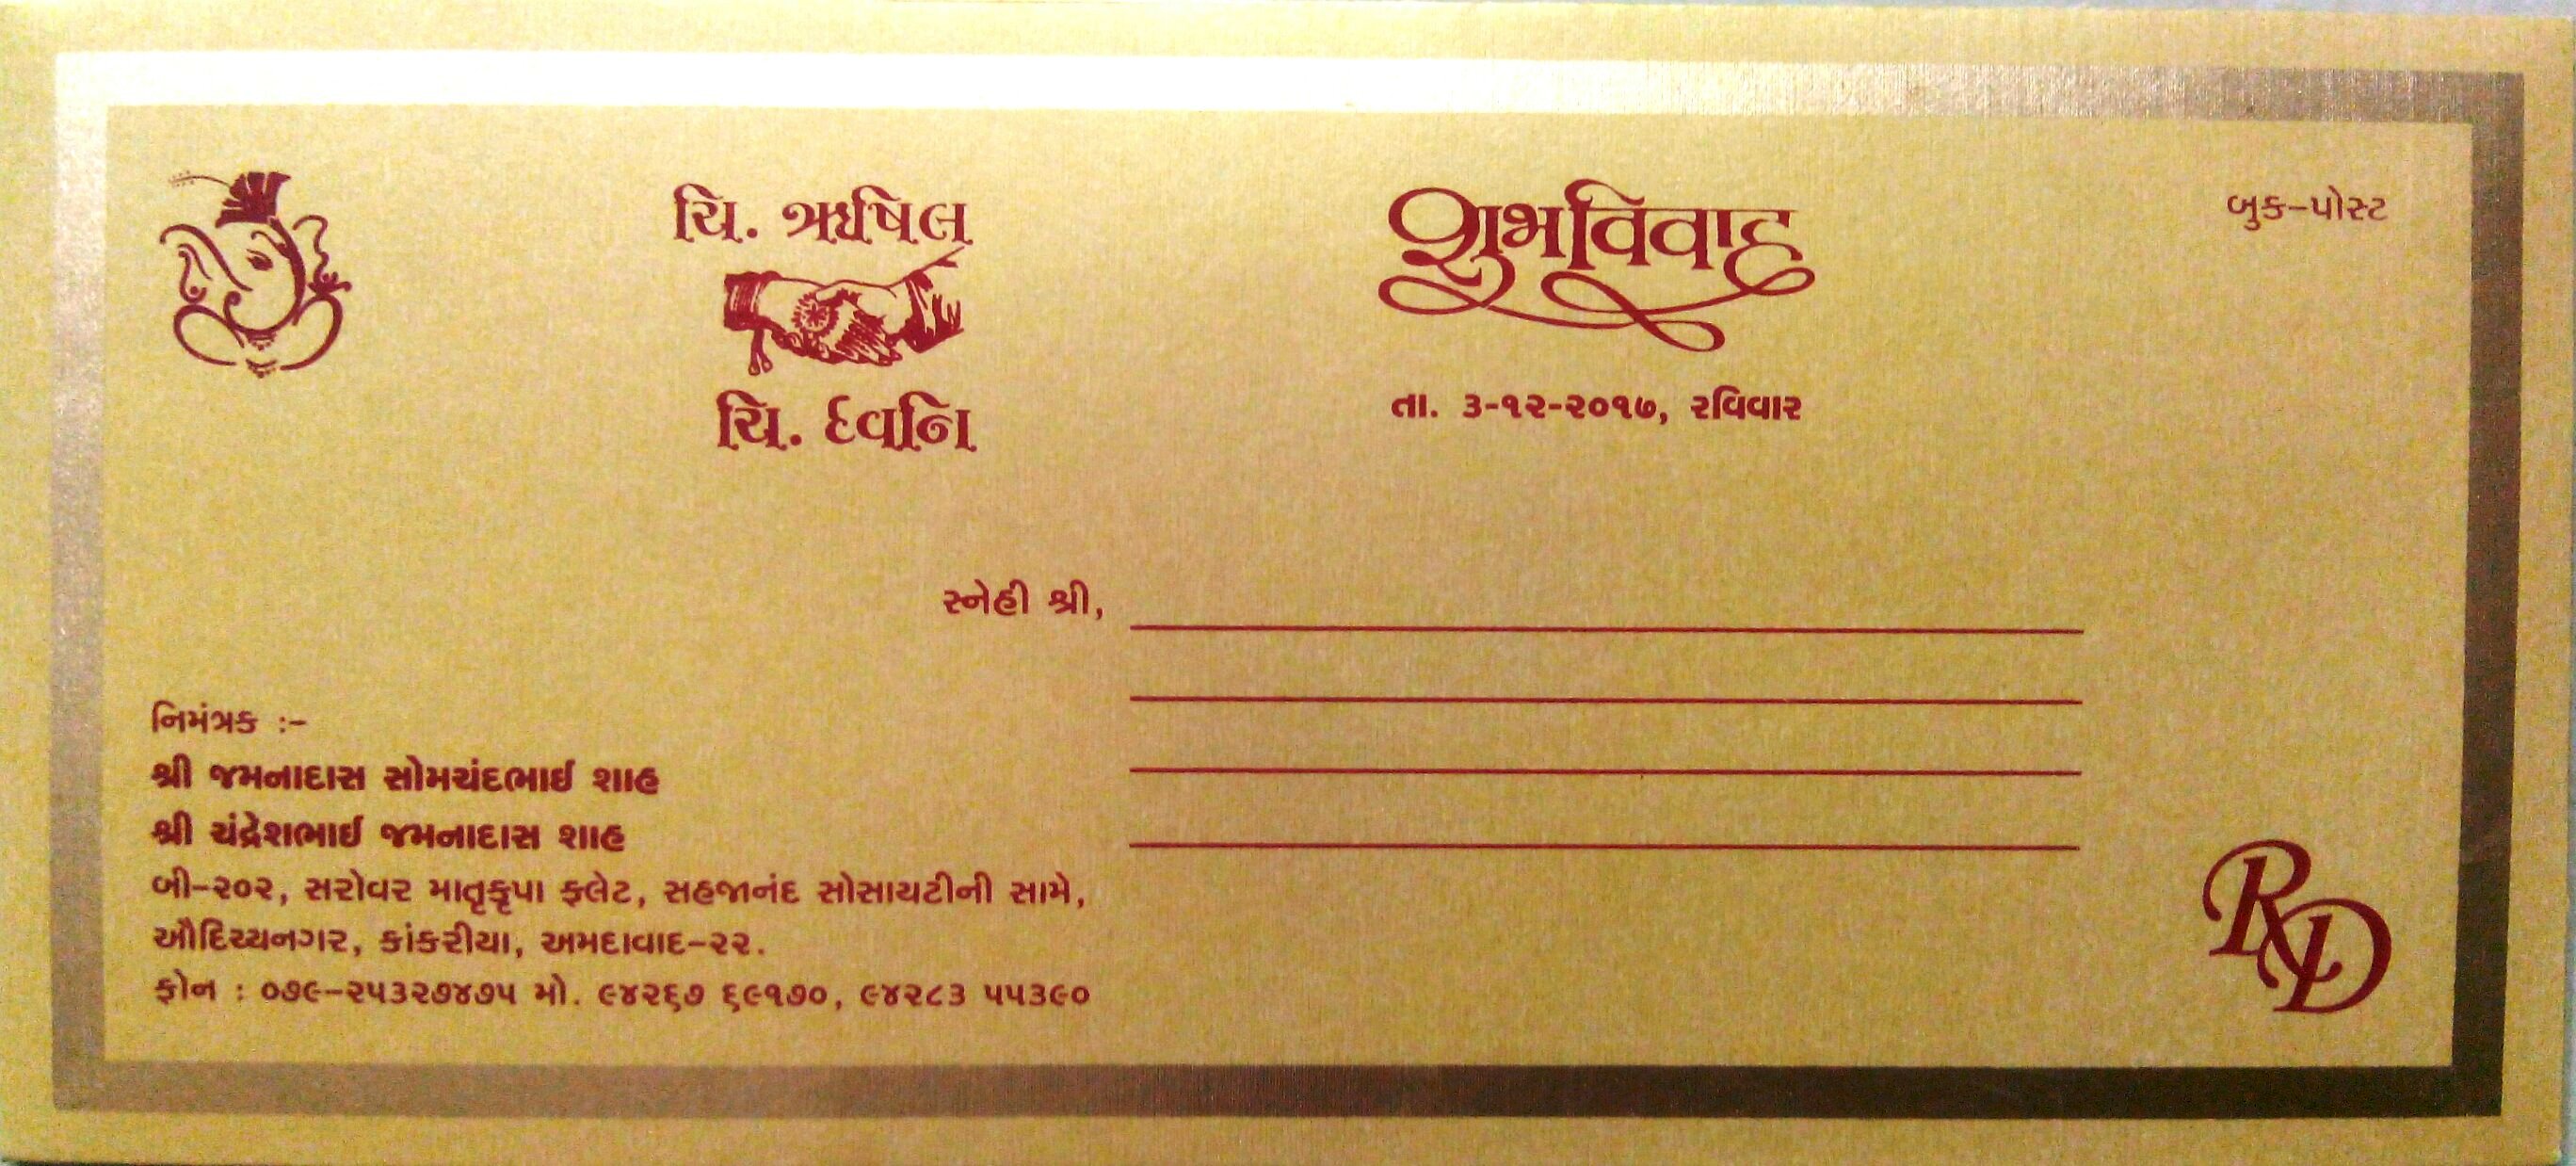 ચિ. ઋષિલ
ચિ. ધ્વનિ
શુભવિવાહ
તા. ૩-૧૨-૨૦૧૭, રવિવાર
બુક-પોસ્ટ
સ્નેહી શ્રી,
નિમંત્રક :-
શ્રી જમનાદાસ સોમચંદભાઈ શાહ
શ્રી ચંદ્રેશભાઈ જમનાદાસ શાહ
બી-૨૦૨, સરોવર માતૃકૃપા ફ્લેટ, સહજાનંદ સોસાયટીની સામે,
ઔદિચ્યનગર, કાંકરીયા, અમદાવાદ-૨૨.
ફોન : ૦૭૯-૨૫૩૨૭૪૭૫ મો. ૯૪૨૬૭ ૬૯૧૭૦, ૯૪૨૮૩ ૫૫૩૯૦
RD